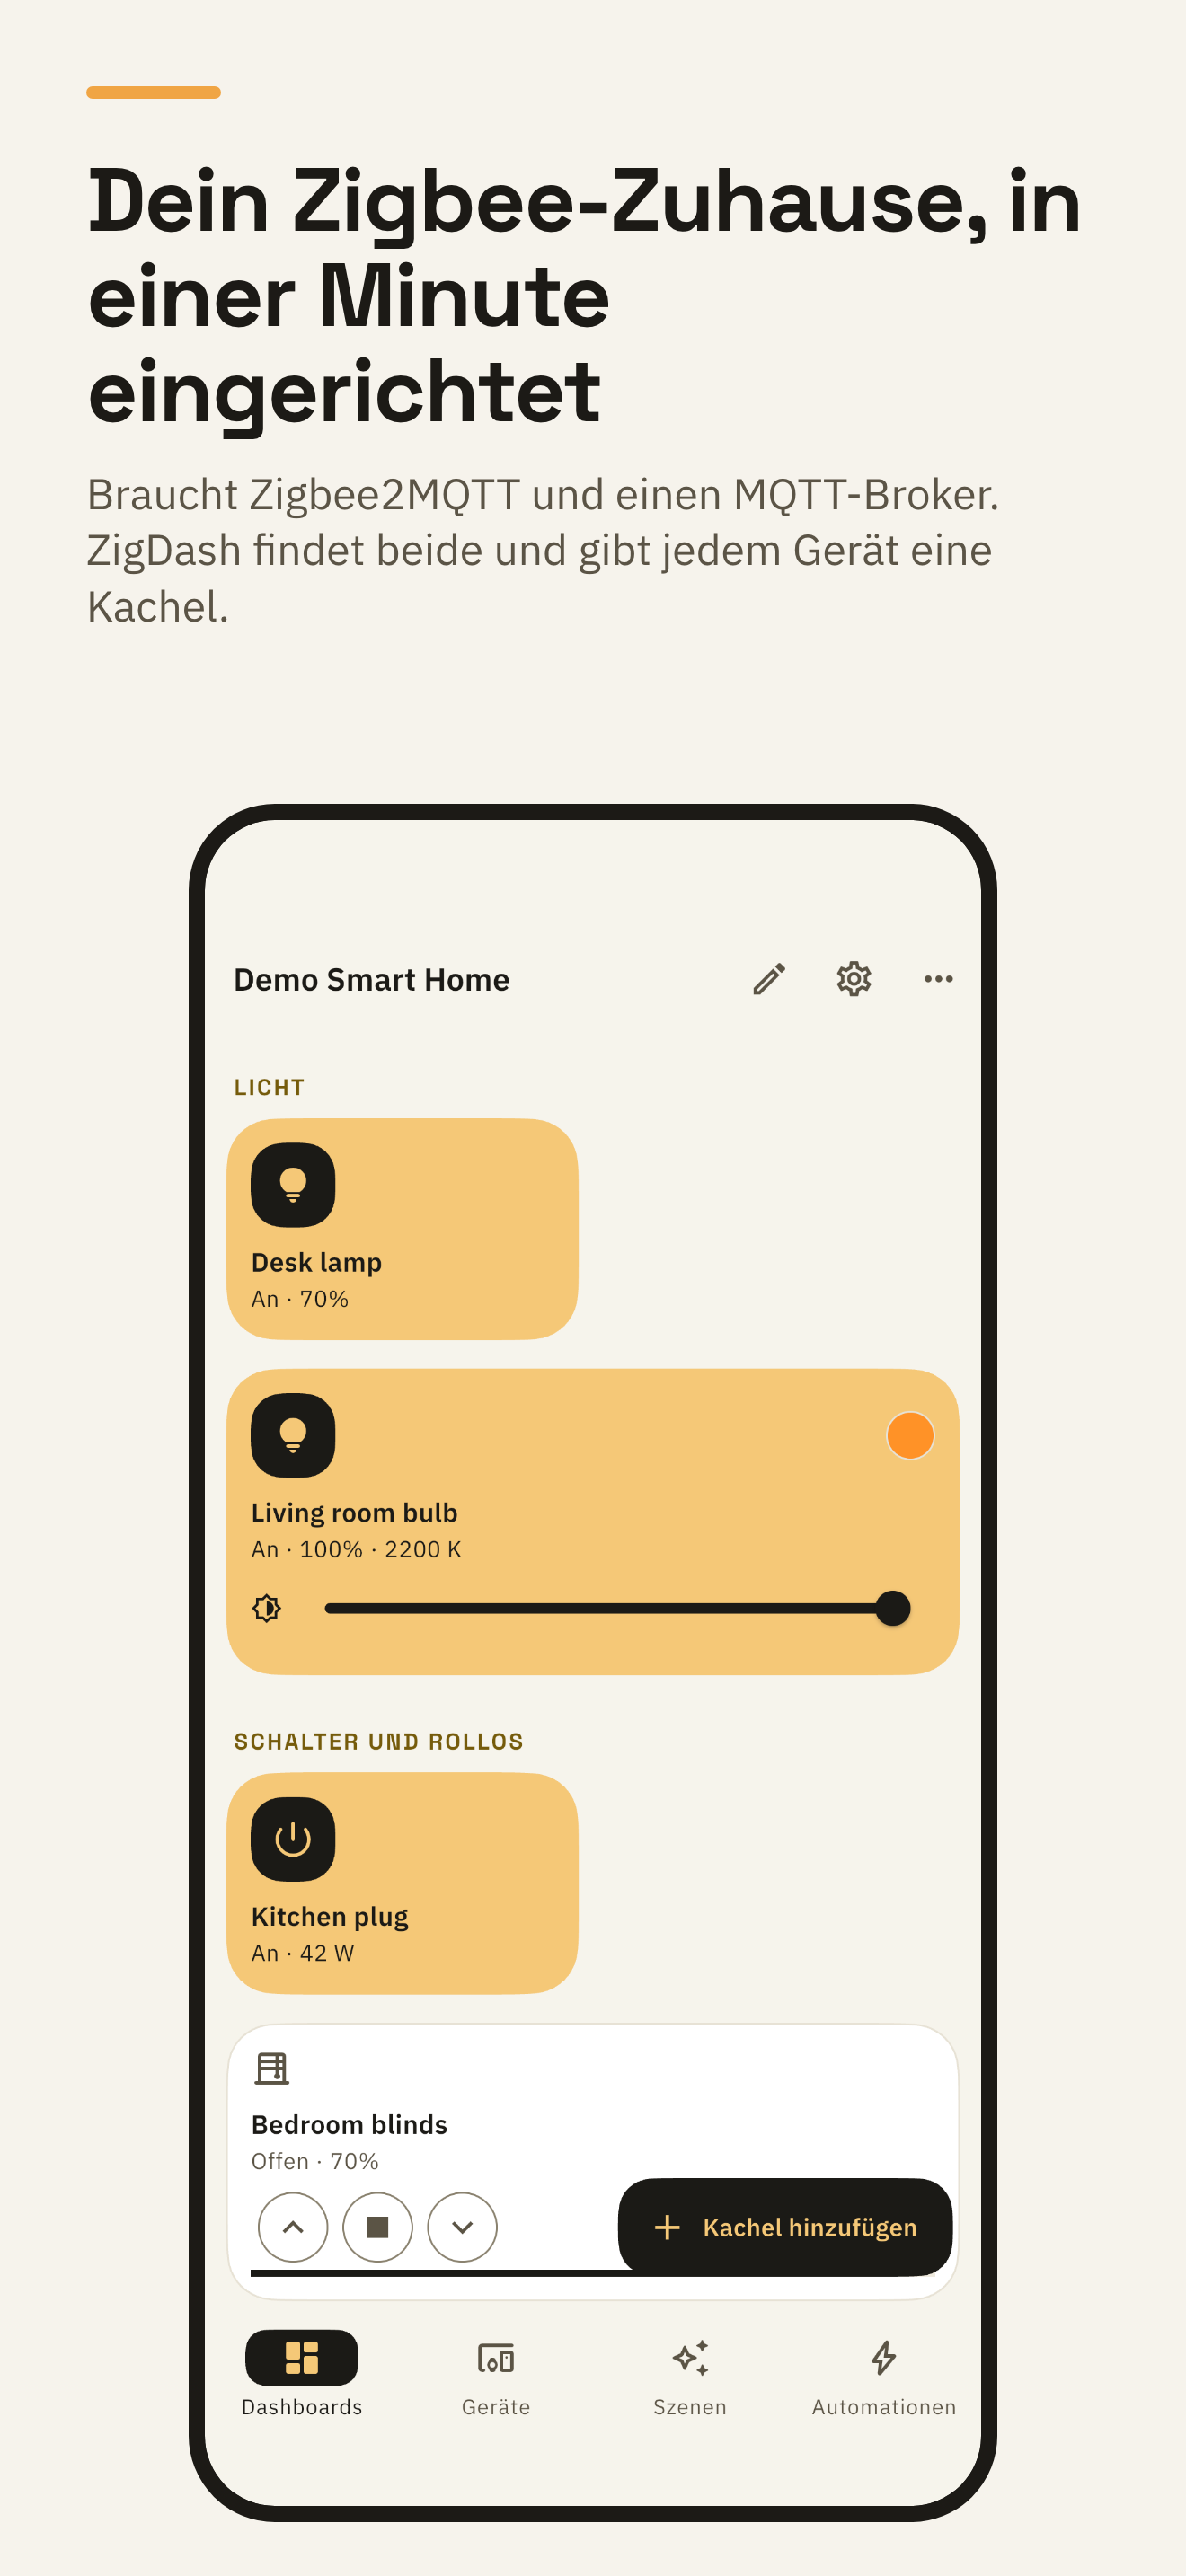 Dein Zigbee-Zuhause, in
einer Minute
eingerichtet
Braucht Zigbee2MQTT und einen MQTT-Broker.
ZigDash findet beide und gibt jedem Gerät eine
Kachel.
Demo Smart Home
LICHT
Desk lamp
An · 70%
Living room bulb
An · 100% · 2200 K
SCHALTER UND ROLLOS
Kitchen plug
An · 42 W
Bedroom blinds
Offen · 70%
Kachel hinzufügen
Dashboards
Geräte
Szenen
Automationen